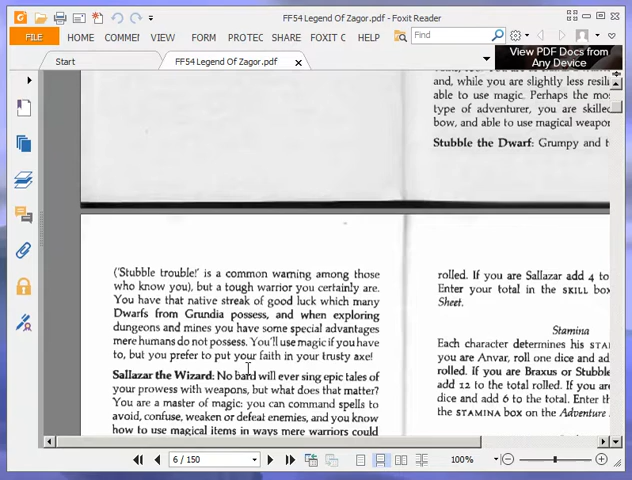 FF54 Legend Of Zagor.pdf - Foxit Reader
FILE HOME COMMEI VIEW FORM PROTEC SHARE FOXIT C Find
View PDF Docs from
Any Device
Start FF54 Legend Of Zagor.pdf
and, while you are slightly less resili
able to use magic. Perhaps the mos
type of adventurer, you are skilled
bow, and able to use magical weapor
Stubble the Dwarf: Grumpy and t
('Stubble trouble!' is a common warning among those
who know you), but a tough warrior you certainly are.
You have that native streak of good luck which many
Dwarfs from Grundia possess, and when exploring
dungeons and mines you have some special advantages
mere humans do not possess. You'll use magic if you have
to, but you prefer to put your faith in your trusty axe!
Sallazar the Wizard: No bard will ever sing epic tales of
your prowess with weapons, but what does that matter?
You are a master of magic: you can command spells to
avoid, confuse, weaken or defeat enemies, and you know
how to use magical items in ways mere warriors could
rolled. If you are Sallazar add 4 to
Enter your total in the SKILL box
Sheet.
Stamina
Each character determines his STA
you are Anvar, roll one dice and ad
rolled. If you are Braxus or Stubble
add 12 to the total rolled. If you are
dice and add 6 to the total. Enter th
the STAMINA box on the Adventure
6 / 150
100%